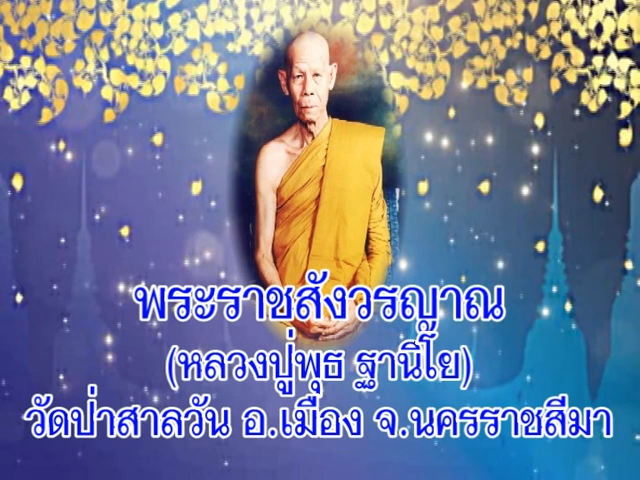 พระราชสังวรญาณ
(หลวงปู่พุธ ฐานิโย)
วัดป่าสาลวัน อ.เมือง จ.นครราชสีมา